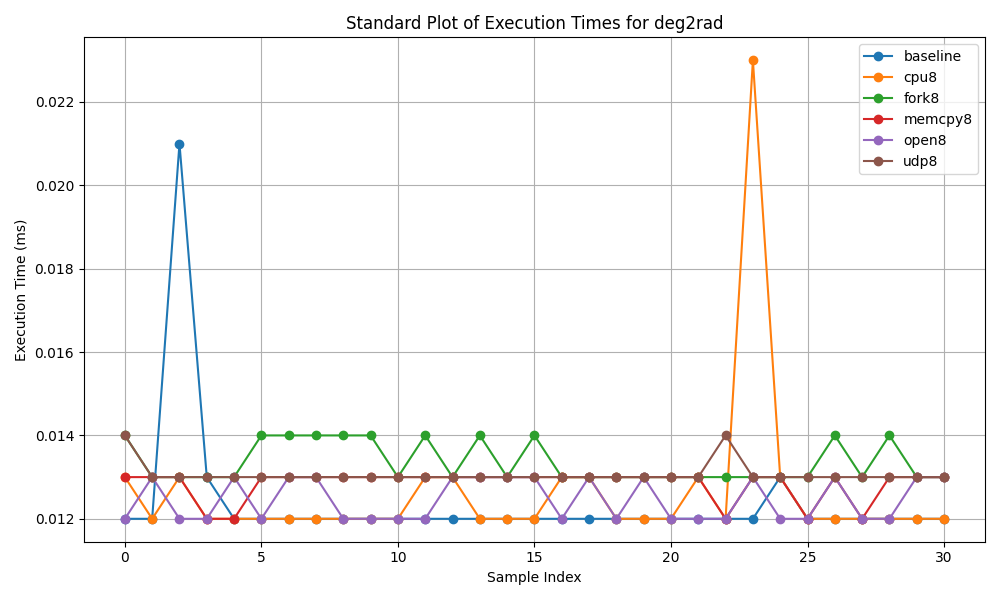 Standard Plot of Execution Times for deg2rad
baseline
cpu8
fork8
memcpy8
open8
udp8
Execution Time (ms)
0.022
0.020
0.018
0.016
0.014
0.012
0 5 10 15 20 25 30
Sample Index